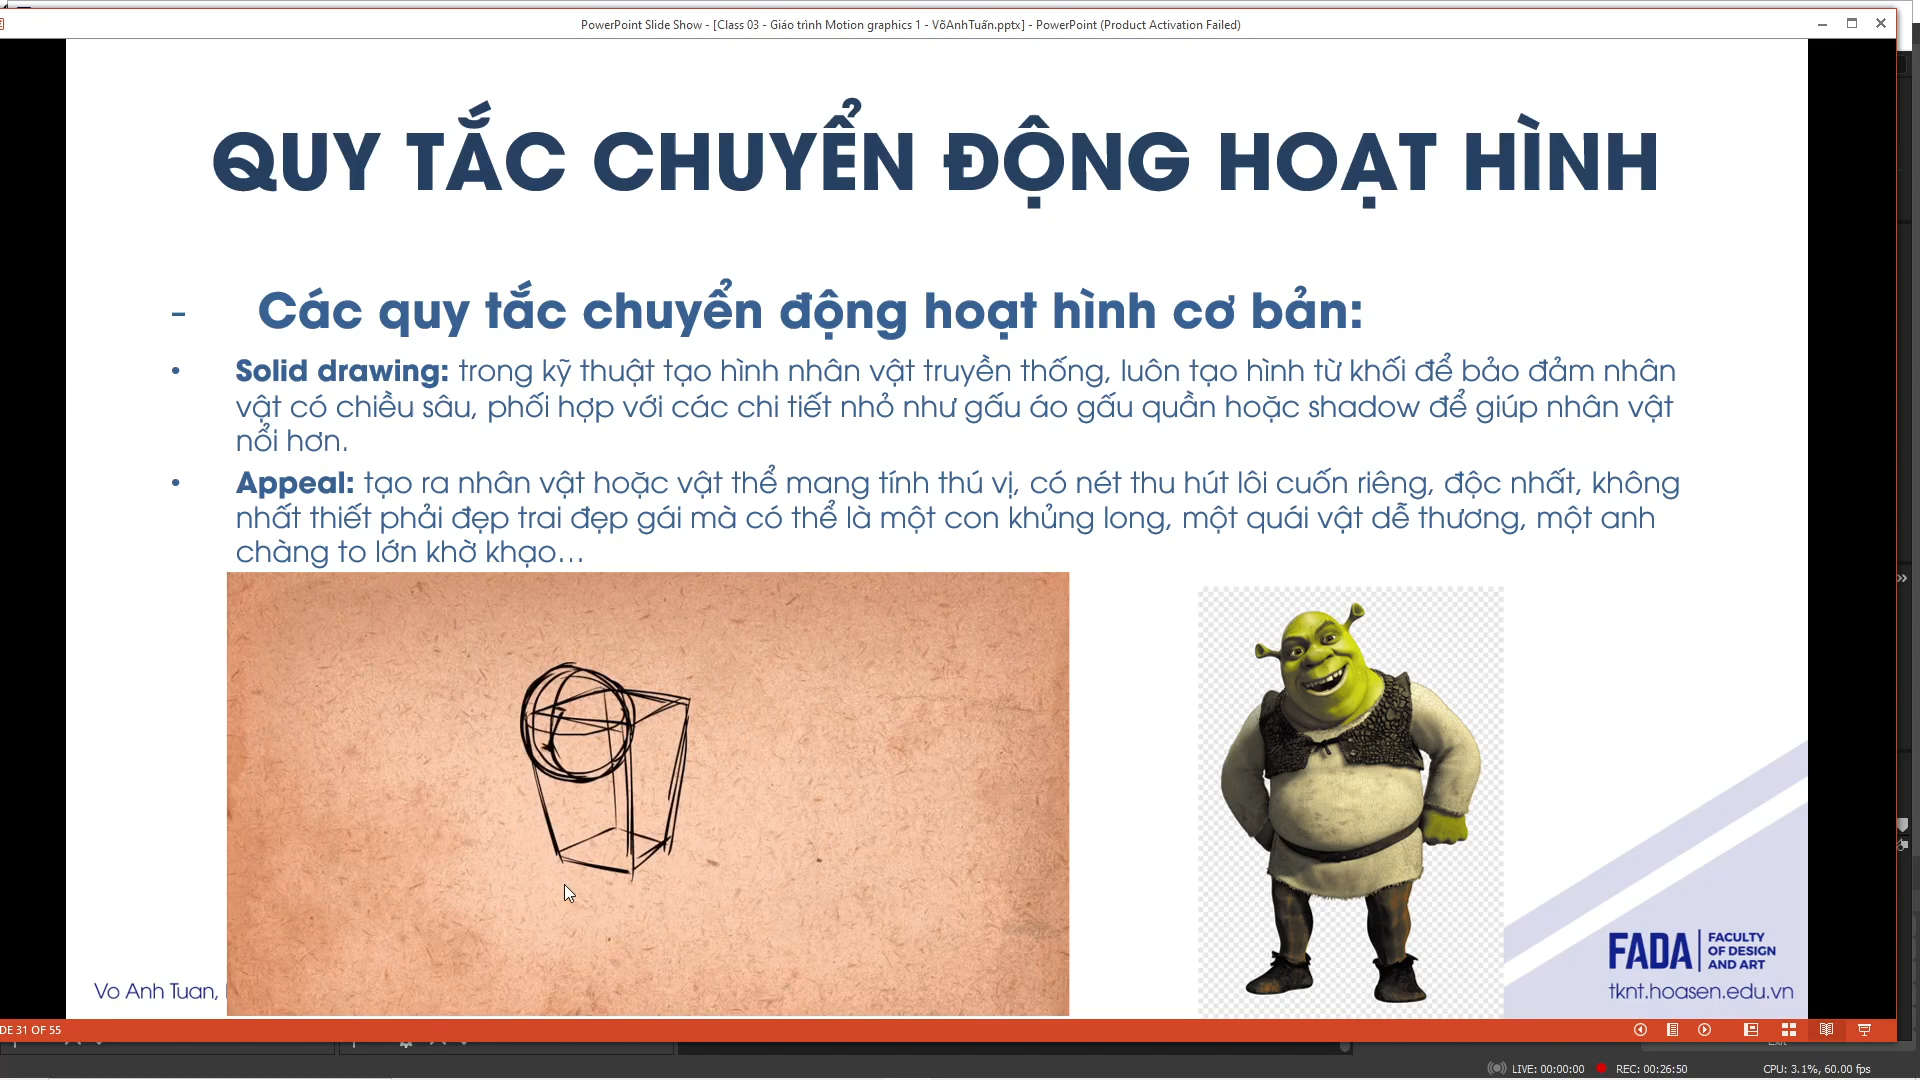 PowerPoint Slide Show - [Class 03 - Giáo trình Motion graphics 1 - VõAnhTuấn.pptx] - PowerPoint (Product Activation Failed)
QUY TẮC CHUYỂN ĐỘNG HOẠT HÌNH
- Các quy tắc chuyển động hoạt hình cơ bản:
• Solid drawing: trong kỹ thuật tạo hình nhân vật truyền thống, luôn tạo hình từ khối để bảo đảm nhân
vật có chiều sâu, phối hợp với các chi tiết nhỏ như gấu áo gấu quần hoặc shadow để giúp nhân vật
nổi hơn.
• Appeal: tạo ra nhân vật hoặc vật thể mang tính thú vị, có nét thu hút lôi cuốn riêng, độc nhất, không
nhất thiết phải đẹp trai đẹp gái mà có thể là một con khủng long, một quái vật dễ thương, một anh
chàng to lớn khờ khạo...
FADA FACULTY
OF DESIGN
AND ART
Vo Anh Tuan,
tknt.hoasen.edu.vn
DE 31 OF 55
LIVE: 00:00:00 REC: 00:26:50 CPU: 3.1%, 60.00 fps